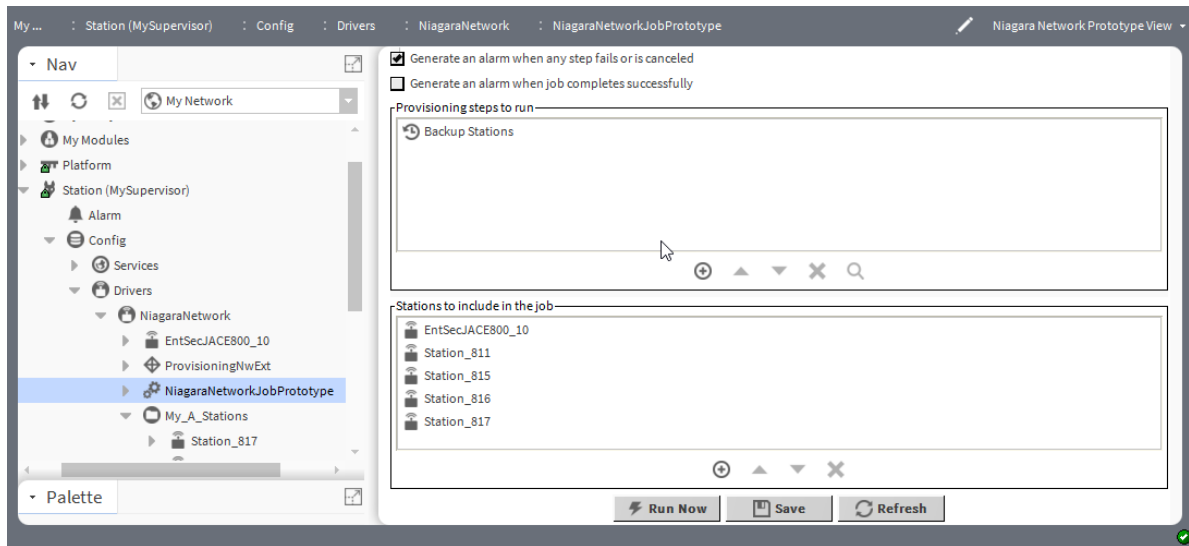 My ... : Station (MySupervisor) : Config : Drivers : NiagaraNetwork : NiagaraNetworkJobPrototype Niagara Network Prototype View
Nav
My Network
My Modules
Platform
Station (MySupervisor)
Alarm
Config
Services
Drivers
NiagaraNetwork
EntSecJACE800_10
ProvisioningNwExt
NiagaraNetworkJobPrototype
My_A_Stations
Station_817
Palette
Generate an alarm when any step fails or is canceled
Generate an alarm when job completes successfully
Provisioning steps to run
Backup Stations
Stations to include in the job
EntSecJACE800_10
Station_811
Station_815
Station_816
Station_817
Run Now Save Refresh